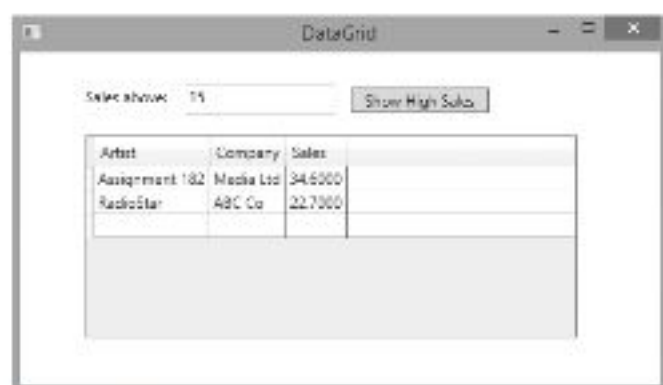 DataGrid
Sales above: 15 Show High Sales
Artist Company Sales
Assignment 182 Media Ltd 34.6000
RadioStar ABC Co 22.7000